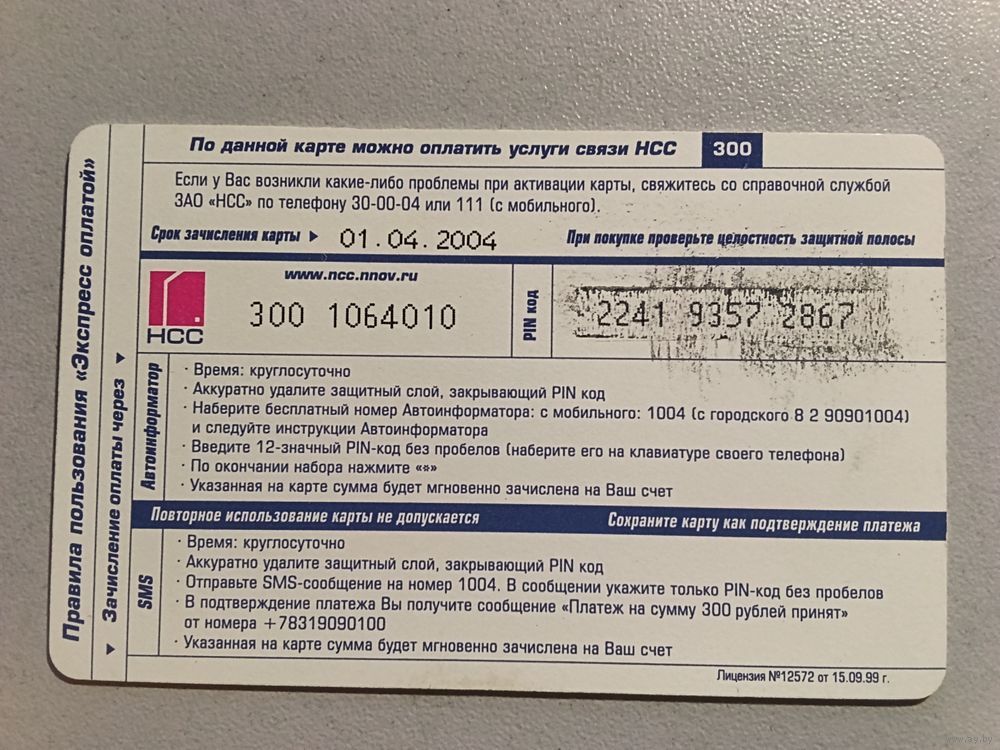 Правила пользования «Экспресс оплатой»
Зачисление оплаты через
По данной карте можно оплатить услуги связи НСС 300
Если у Вас возникли какие-либо проблемы при активации карты, свяжитесь со справочной службой
ЗАО «НСС» по телефону 30-00-04 или 111 (с мобильного).
Срок зачисления карты 01.04.2004 При покупке проверьте целостность защитной полосы
НСС
www.ncc.nnov.ru
300 1064010
PIN код
2241 9357 2867
Автоинформатор
· Время: круглосуточно
· Аккуратно удалите защитный слой, закрывающий PIN код
· Наберите бесплатный номер Автоинформатора: с мобильного: 1004 (с городского 8 2 90901004)
и следуйте инструкции Автоинформатора
· Введите 12-значный PIN-код без пробелов (наберите его на клавиатуре своего телефона)
· По окончании набора нажмите «*»
· Указанная на карте сумма будет мгновенно зачислена на Ваш счет
Повторное использование карты не допускается Сохраните карту как подтверждение платежа
SMS
· Время: круглосуточно
· Аккуратно удалите защитный слой, закрывающий PIN код
· Отправьте SMS-сообщение на номер 1004. В сообщении укажите только PIN-код без пробелов
· В подтверждение платежа Вы получите сообщение «Платеж на сумму 300 рублей принят»
от номера +78319090100
· Указанная на карте сумма будет мгновенно зачислена на Ваш счет
Лицензия №12572 от 15.09.99 г.
www.ay.by